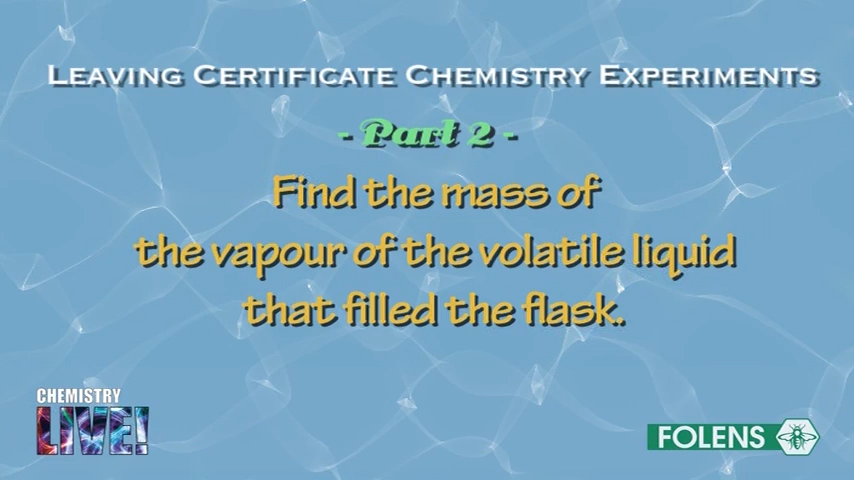 LEAVING CERTIFICATE CHEMISTRY EXPERIMENTS
- Part 2 -
Find the mass of
the vapour of the volatile liquid
that filled the flask.
CHEMISTRY
LIVE!
FOLENS